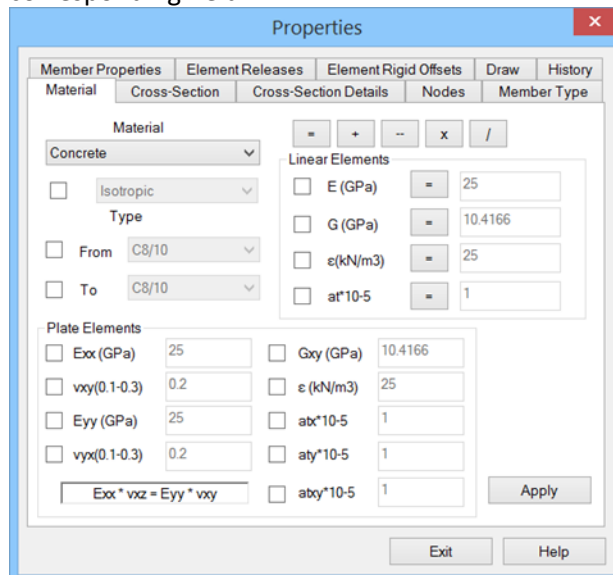 Properties
×
Member Properties Element Releases Element Rigid Offsets Draw History
Material Cross-Section Cross-Section Details Nodes Member Type
Material
= + -- x /
Concrete
Linear Elements
Isotropic
E (GPa) = 25
Type
G (GPa) = 10.4166
From C8/10
ε(kN/m3) = 25
To C8/10
at*10-5 = 1
Plate Elements
Exx (GPa) 25 Gxy (GPa) 10.4166
vxy(0.1-0.3) 0.2 ε (kN/m3) 25
Eyy (GPa) 25 atx*10-5 1
vyx(0.1-0.3) 0.2 aty*10-5 1
Exx * vxz = Eyy * vxy atxy*10-5 1
Apply
Exit Help